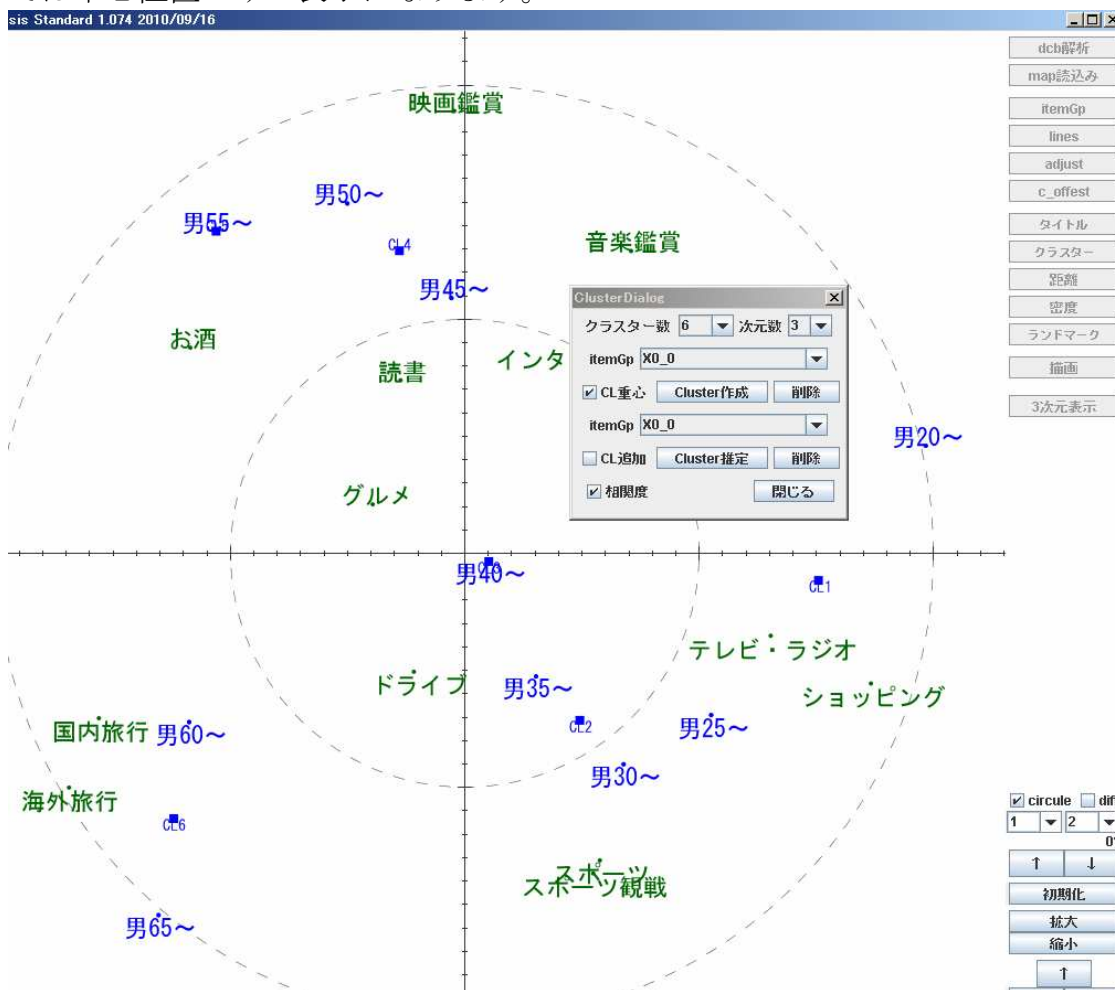 sis Standard 1.074 2010/09/16
dcb解析
map読込み
itemGp
lines
adjust
c_offest
タイトル
クラスター
距離
密度
ランドマーク
描画
3次元表示
映画鑑賞
男50～
男55～
CL4
音楽鑑賞
男45～
お酒
読書
インタ
グルメ
男20～
ClusterDialog
クラスター数 6 次元数 3
itemGp X0_0
CL重心 Cluster作成 削除
itemGp X0_0
CL追加 Cluster推定 削除
相関度 閉じる
男40～
CL1
テレビ・ラジオ
ドライブ
男35～
ショッピング
国内旅行
男60～
CL2
男25～
男30～
海外旅行
CL6
スポーツ
スポーツ観戦
男65～
circule dif
1 2
0
↑ ↓
初期化
拡大
縮小
↑